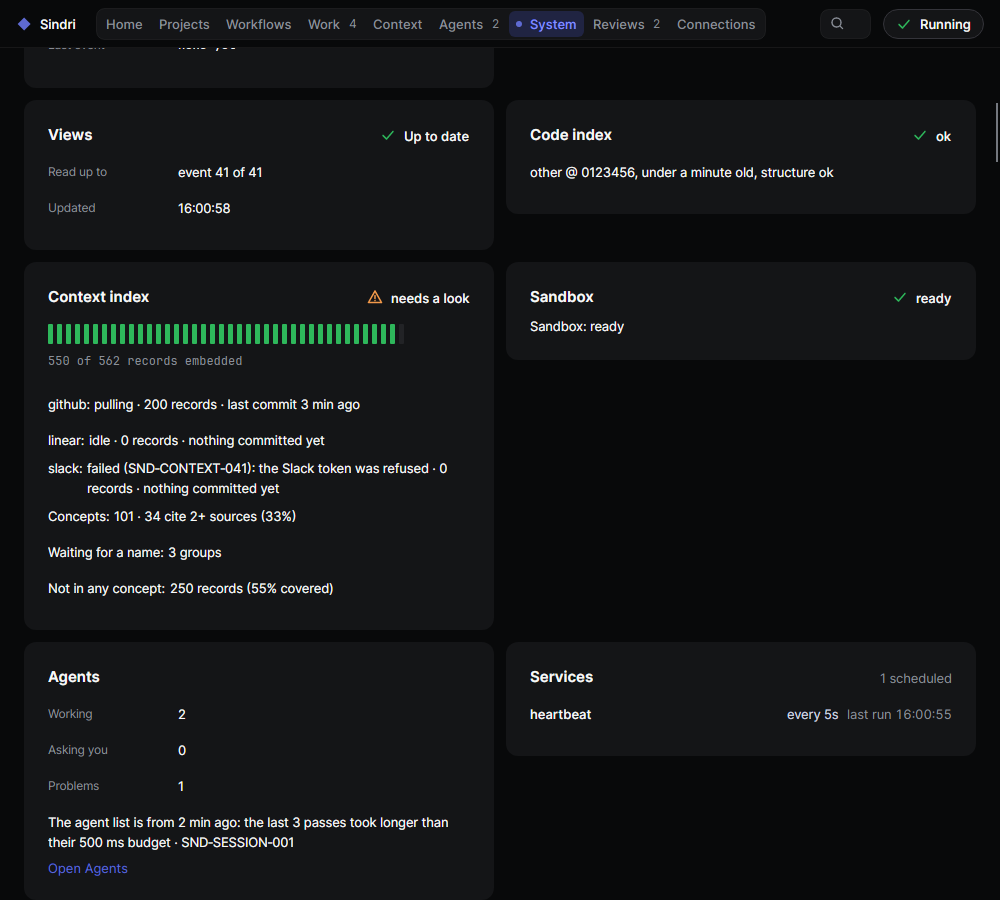 Sindri
Home Projects Workflows Work 4 Context Agents 2 System Reviews 2 Connections
Running
Views
Up to date
Read up to event 41 of 41
Updated 16:00:58
Code index
ok
other @ 0123456, under a minute old, structure ok
Context index
needs a look
550 of 562 records embedded
github: pulling · 200 records · last commit 3 min ago
linear: idle · 0 records · nothing committed yet
slack: failed (SND-CONTEXT-041): the Slack token was refused · 0
records · nothing committed yet
Concepts: 101 · 34 cite 2+ sources (33%)
Waiting for a name: 3 groups
Not in any concept: 250 records (55% covered)
Sandbox
ready
Sandbox: ready
Agents
Working 2
Asking you 0
Problems 1
The agent list is from 2 min ago: the last 3 passes took longer than
their 500 ms budget · SND-SESSION-001
Open Agents
Services
1 scheduled
heartbeat every 5s last run 16:00:55